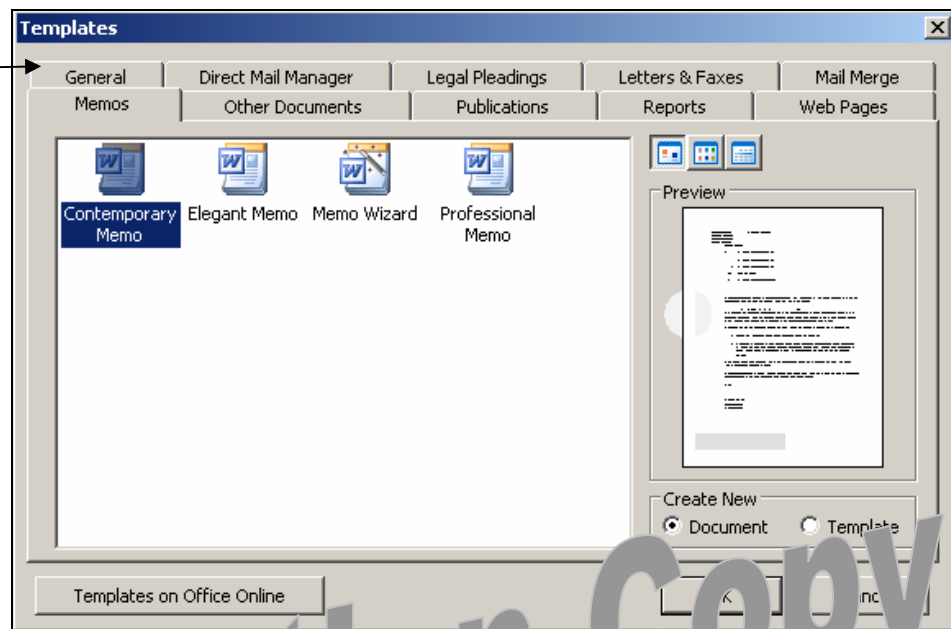 Templates
General Direct Mail Manager Legal Pleadings Letters & Faxes Mail Merge
Memos Other Documents Publications Reports Web Pages
Contemporary Memo
Elegant Memo
Memo Wizard
Professional Memo
Preview
Create New
Document Template
Templates on Office Online
Copy